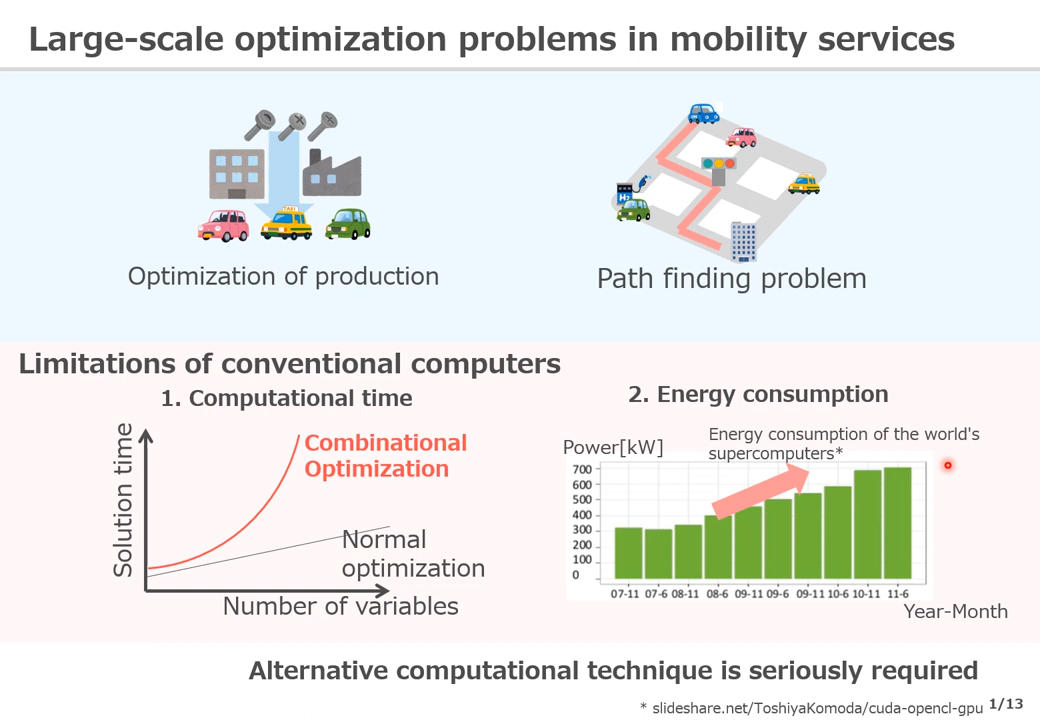 Large-scale optimization problems in mobility services
TAXI
H2
Optimization of production
Path finding problem
Limitations of conventional computers
1. Computational time
Solution time
Combinational
Optimization
Normal
optimization
Number of variables
2. Energy consumption
Power[kW]
Energy consumption of the world's
supercomputers*
700
600
500
400
300
200
100
0
07-11 07-6 08-11 08-6 09-11 09-6 09-11 10-6 10-11 11-6
Year-Month
Alternative computational technique is seriously required
* slideshare.net/ToshiyaKomoda/cuda-opencl-gpu
1/13